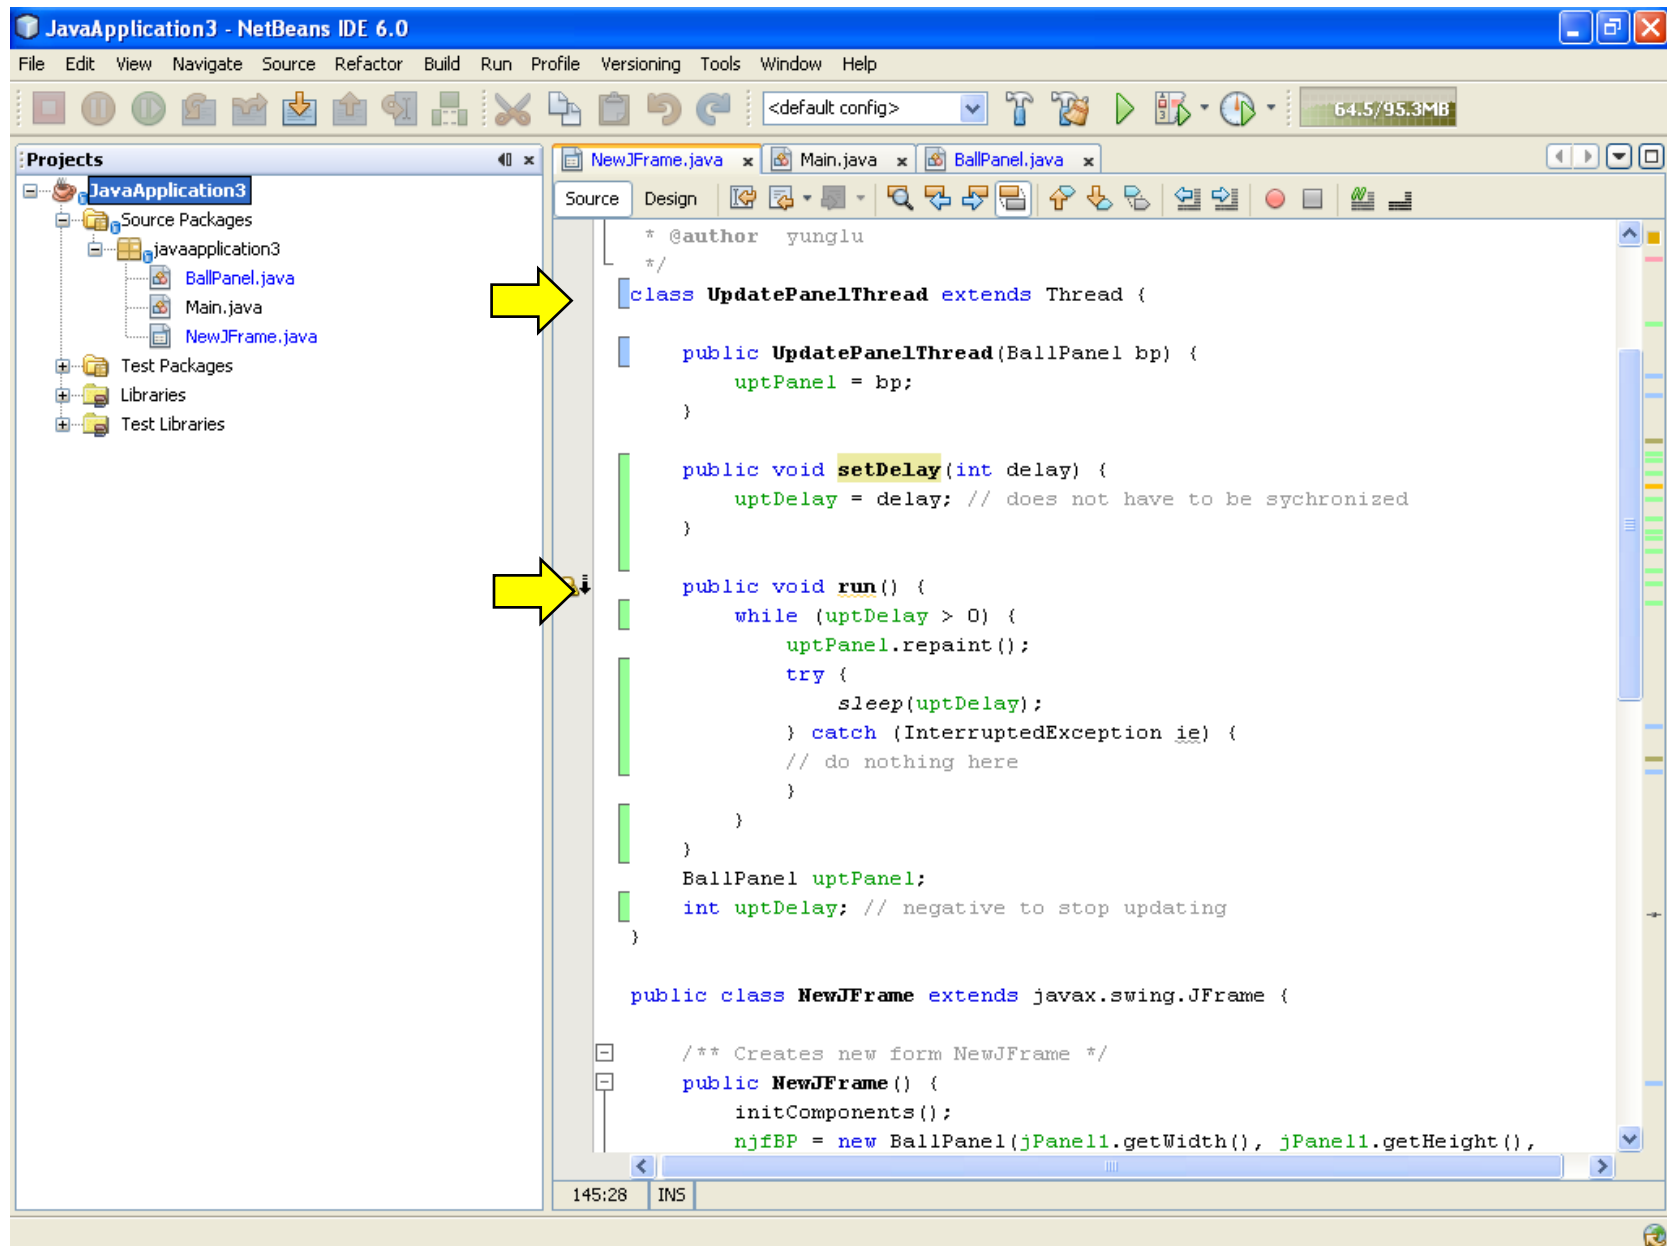 JavaApplication3 - NetBeans IDE 6.0
File Edit View Navigate Source Refactor Build Run Profile Versioning Tools Window Help
<default config>
64.5/95.3MB
Projects
JavaApplication3
Source Packages
javaapplication3
BallPanel.java
Main.java
NewJFrame.java
Test Packages
Libraries
Test Libraries
NewJFrame.java x Main.java x BallPanel.java x
Source Design
* @author yunglu
*/
class UpdatePanelThread extends Thread {
public UpdatePanelThread(BallPanel bp) {
uptPanel = bp;
}
public void setDelay(int delay) {
uptDelay = delay; // does not have to be sychronized
}
public void run() {
while (uptDelay > 0) {
uptPanel.repaint();
try {
sleep(uptDelay);
} catch (InterruptedException ie) {
// do nothing here
}
}
}
BallPanel uptPanel;
int uptDelay; // negative to stop updating
}
public class NewJFrame extends javax.swing.JFrame {
/** Creates new form NewJFrame */
public NewJFrame() {
initComponents();
njfBP = new BallPanel(jPanel1.getWidth(), jPanel1.getHeight(),
145:28 INS